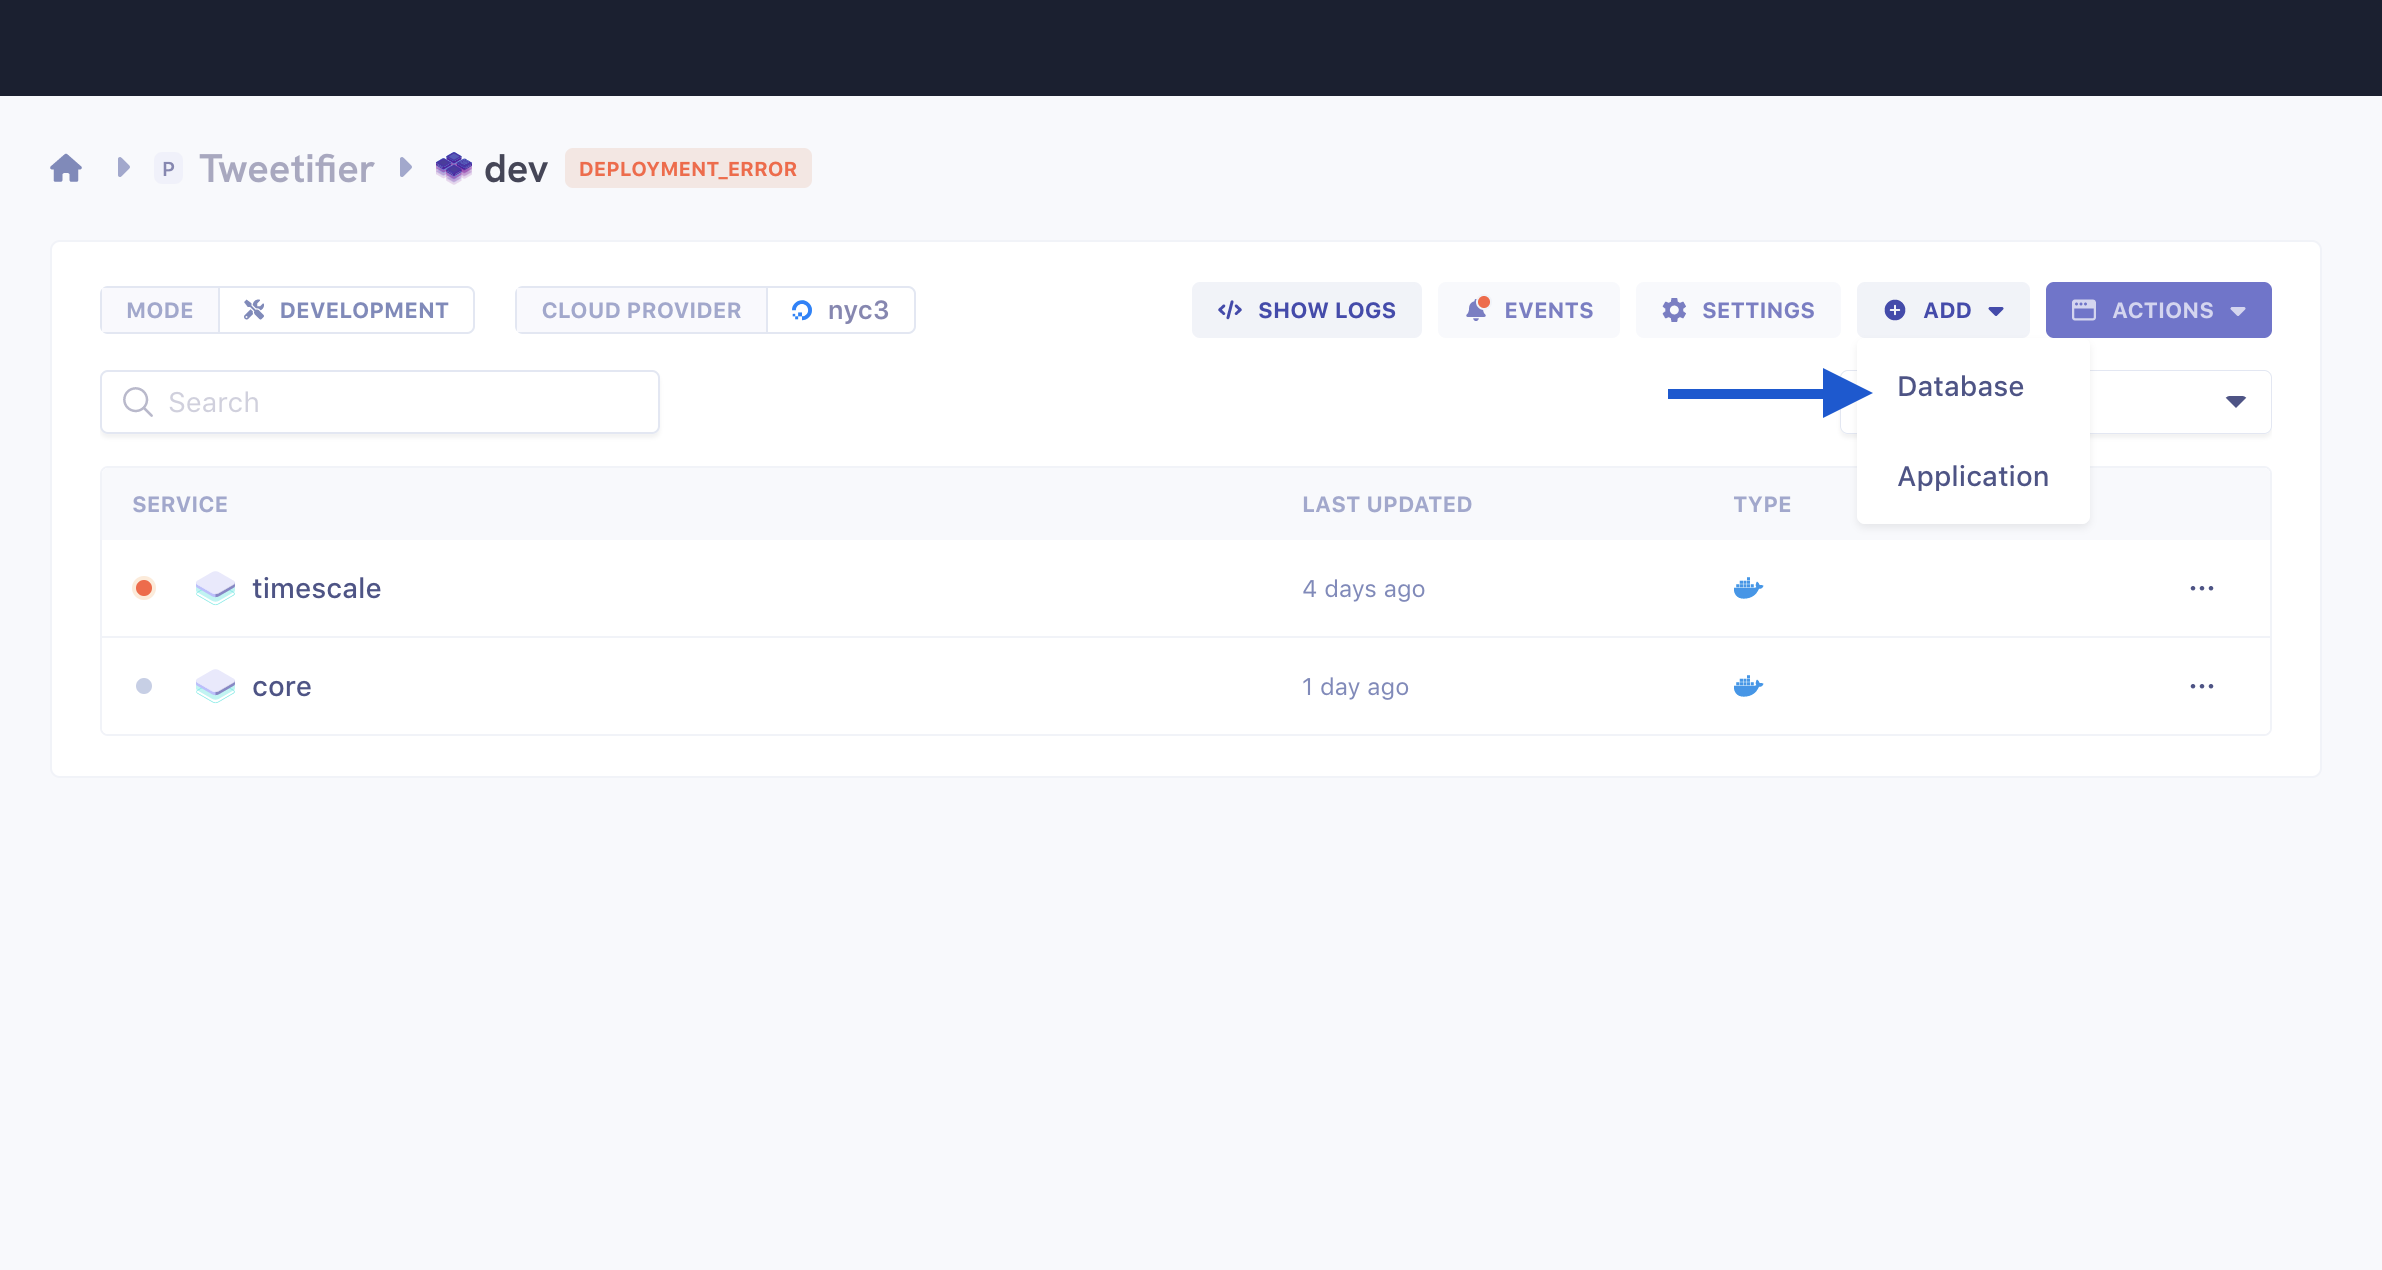 P Tweetifier dev DEPLOYMENT_ERROR
MODE DEVELOPMENT CLOUD PROVIDER nyc3 </> SHOW LOGS EVENTS SETTINGS ADD ACTIONS
Search
Database
Application
SERVICE LAST UPDATED TYPE
timescale 4 days ago
core 1 day ago